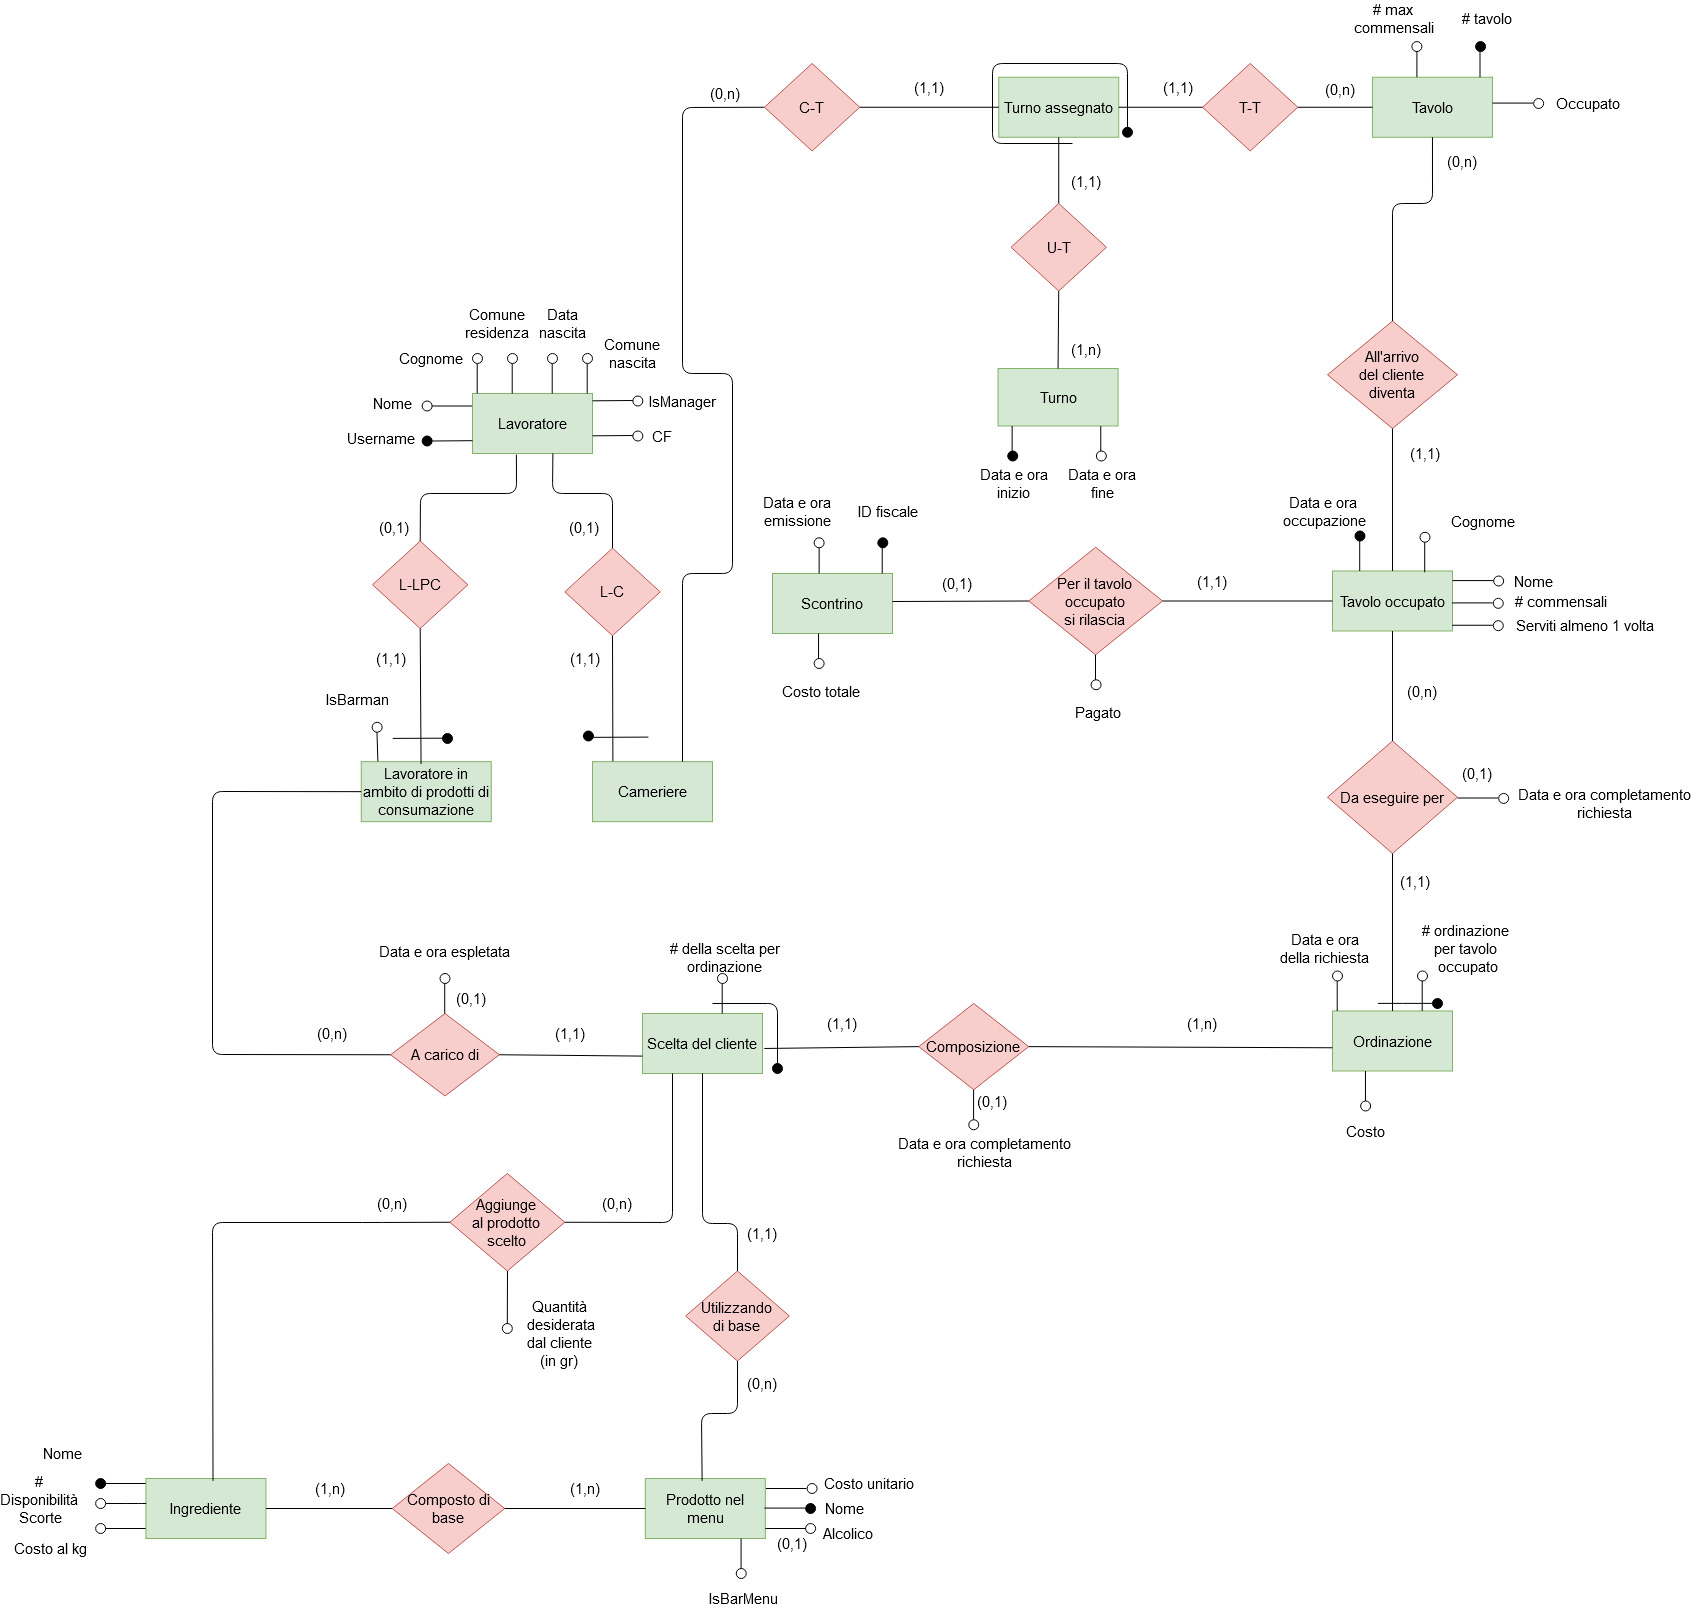 # max
commensali
# tavolo
(0,n)
C-T
(1,1)
Turno assegnato
(1,1)
T-T
(0,n)
Tavolo
Occupato
(0,n)
(1,1)
U-T
(1,n)
Turno
Data e ora
inizio
Data e ora
fine
All'arrivo
del cliente
diventa
(1,1)
Comune
residenza
Data
nascita
Cognome
Comune
nascita
Nome
IsManager
Username
Lavoratore
CF
(0,1)
(0,1)
L-LPC
L-C
(1,1)
(1,1)
IsBarman
Lavoratore in
ambito di prodotti di
consumazione
Cameriere
Data e ora
emissione
ID fiscale
Scontrino
Costo totale
(0,1)
Per il tavolo
occupato
si rilascia
Pagato
(1,1)
Data e ora
occupazione
Cognome
Tavolo occupato
Nome
# commensali
Serviti almeno 1 volta
(0,n)
Da eseguire per
(0,1)
Data e ora completamento
richiesta
(1,1)
Data e ora
della richiesta
# ordinazione
per tavolo
occupato
Ordinazione
Costo
Data e ora espletata
(0,1)
(0,n)
A carico di
(1,1)
# della scelta per
ordinazione
Scelta del cliente
(1,1)
Composizione
(1,n)
(0,1)
Data e ora completamento
richiesta
(0,n)
Aggiunge
al prodotto
scelto
(0,n)
Quantità
desiderata
dal cliente
(in gr)
(1,1)
Utilizzando
di base
(0,n)
Nome
#
Disponibilità
Scorte
Costo al kg
Ingrediente
(1,n)
Composto di
base
(1,n)
Prodotto nel
menu
Costo unitario
Nome
Alcolico
(0,1)
IsBarMenu